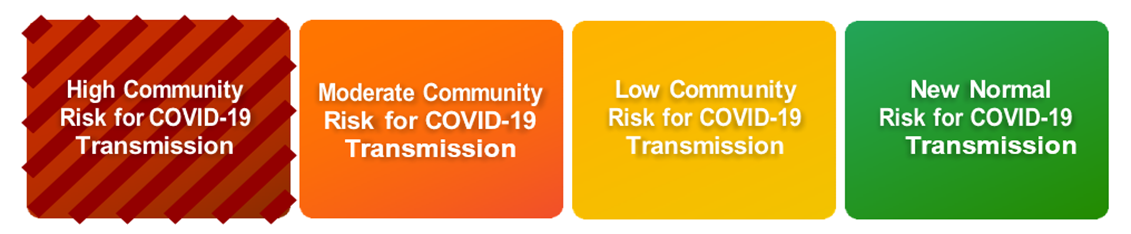 High Community
Risk for COVID-19
Transmission
Moderate Community
Risk for COVID-19
Transmission
Low Community
Risk for COVID-19
Transmission
New Normal
Risk for COVID-19
Transmission